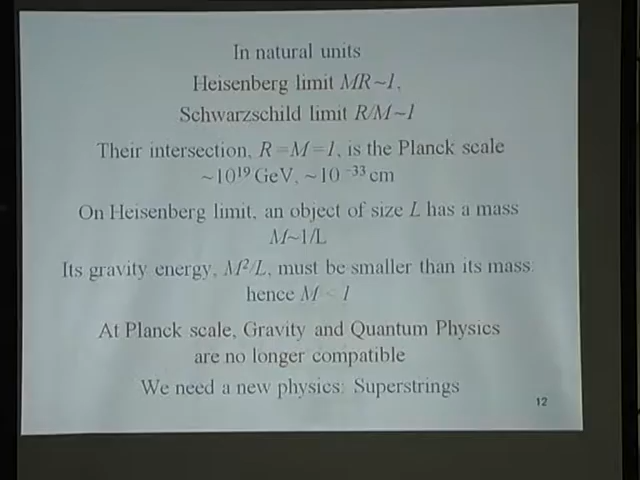 In natural units
Heisenberg limit MR~1,
Schwarzschild limit R/M~1
Their intersection, R=M=1, is the Planck scale
~10¹⁹ GeV, ~10⁻³³ cm
On Heisenberg limit, an object of size L has a mass
M~1/L
Its gravity energy, M²/L, must be smaller than its mass:
hence M < 1
At Planck scale, Gravity and Quantum Physics
are no longer compatible
We need a new physics: Superstrings
12